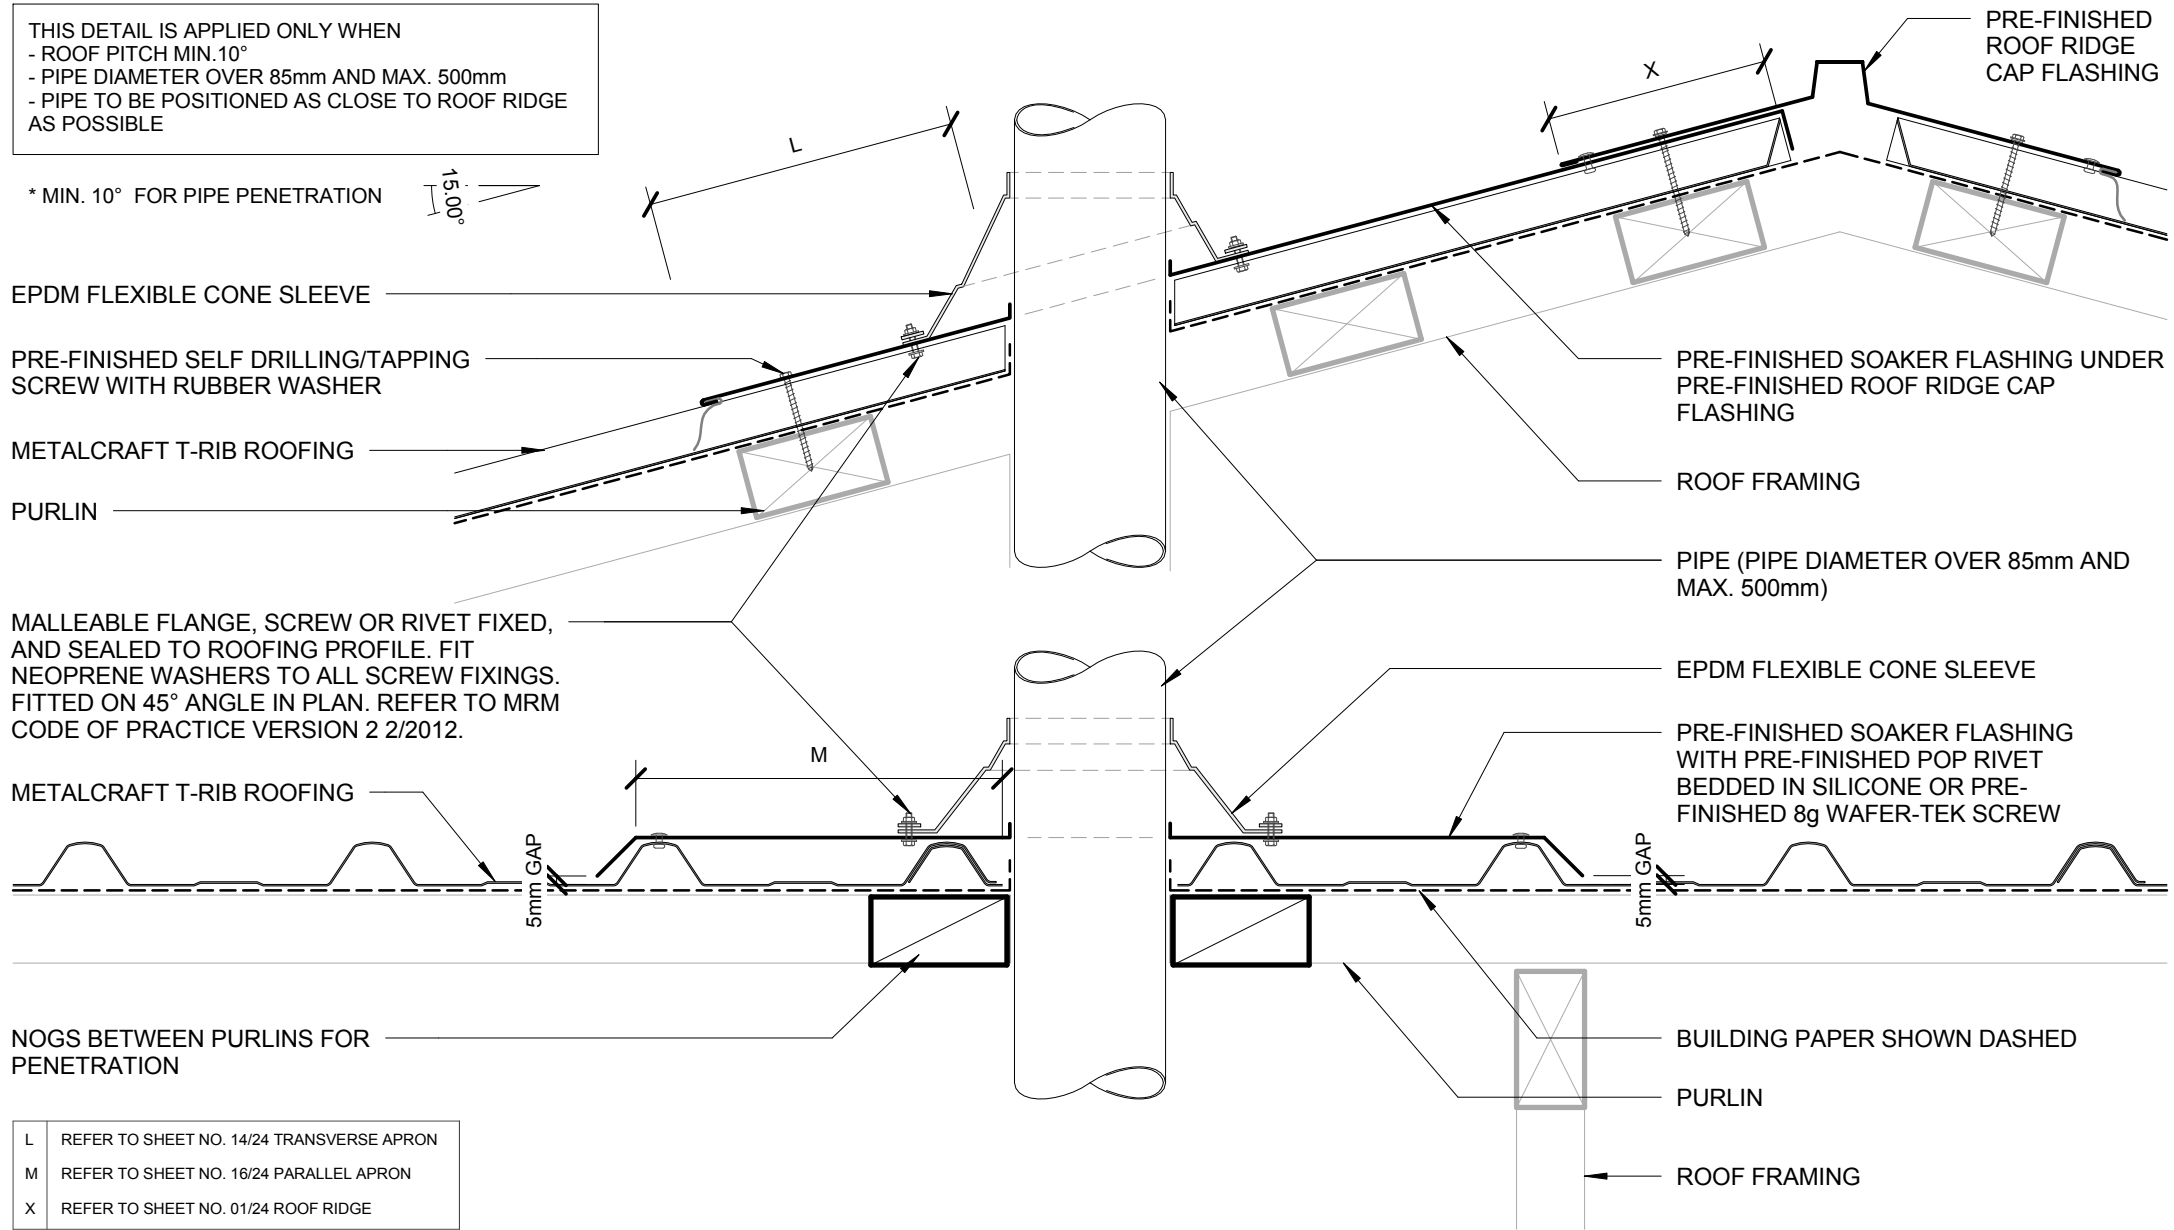 THIS DETAIL IS APPLIED ONLY WHEN
- ROOF PITCH MIN.10°
- PIPE DIAMETER OVER 85mm AND MAX. 500mm
- PIPE TO BE POSITIONED AS CLOSE TO ROOF RIDGE
AS POSSIBLE
* MIN. 10° FOR PIPE PENETRATION
15.00°
L
X
PRE-FINISHED
ROOF RIDGE
CAP FLASHING
EPDM FLEXIBLE CONE SLEEVE
PRE-FINISHED SELF DRILLING/TAPPING
SCREW WITH RUBBER WASHER
METALCRAFT T-RIB ROOFING
PURLIN
MALLEABLE FLANGE, SCREW OR RIVET FIXED,
AND SEALED TO ROOFING PROFILE. FIT
NEOPRENE WASHERS TO ALL SCREW FIXINGS.
FITTED ON 45° ANGLE IN PLAN. REFER TO MRM
CODE OF PRACTICE VERSION 2 2/2012.
METALCRAFT T-RIB ROOFING
NOGS BETWEEN PURLINS FOR
PENETRATION
PRE-FINISHED SOAKER FLASHING UNDER
PRE-FINISHED ROOF RIDGE CAP
FLASHING
ROOF FRAMING
PIPE (PIPE DIAMETER OVER 85mm AND
MAX. 500mm)
EPDM FLEXIBLE CONE SLEEVE
PRE-FINISHED SOAKER FLASHING
WITH PRE-FINISHED POP RIVET
BEDDED IN SILICONE OR PRE-
FINISHED 8g WAFER-TEK SCREW
M
5mm GAP
5mm GAP
BUILDING PAPER SHOWN DASHED
PURLIN
ROOF FRAMING
L REFER TO SHEET NO. 14/24 TRANSVERSE APRON
M REFER TO SHEET NO. 16/24 PARALLEL APRON
X REFER TO SHEET NO. 01/24 ROOF RIDGE